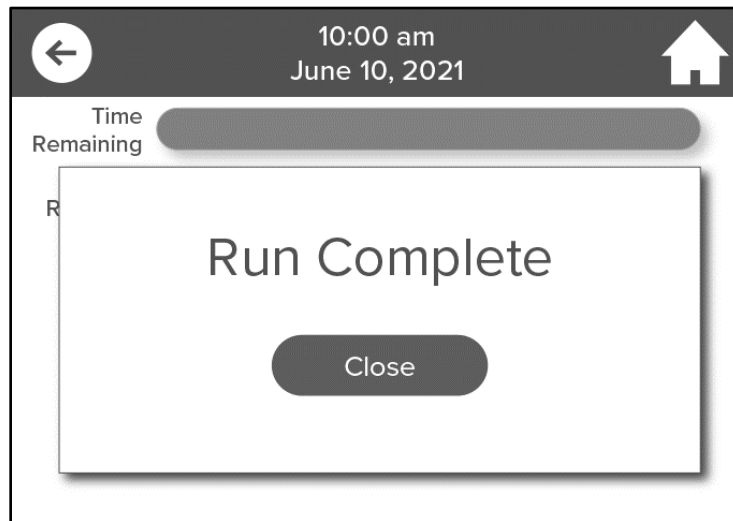 10:00 am
June 10, 2021
Time
Remaining
R
Run Complete
Close